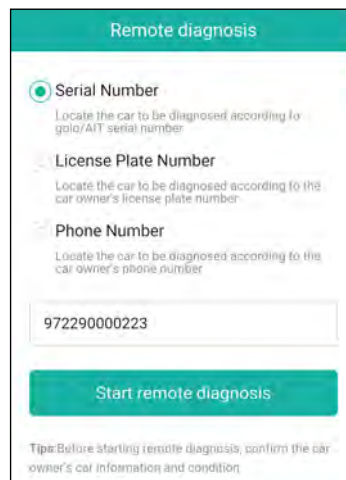 Remote diagnosis
Serial Number
Locate the car to be diagnosed according to
golo/AIT serial number
License Plate Number
Locate the car to be diagnosed according to the
car owner's license plate number
Phone Number
Locate the car to be diagnosed according to the
car owner's phone number
972290000223
Start remote diagnosis
Tips:Before starting remote diagnosis, confirm the car
owner's car information and condition